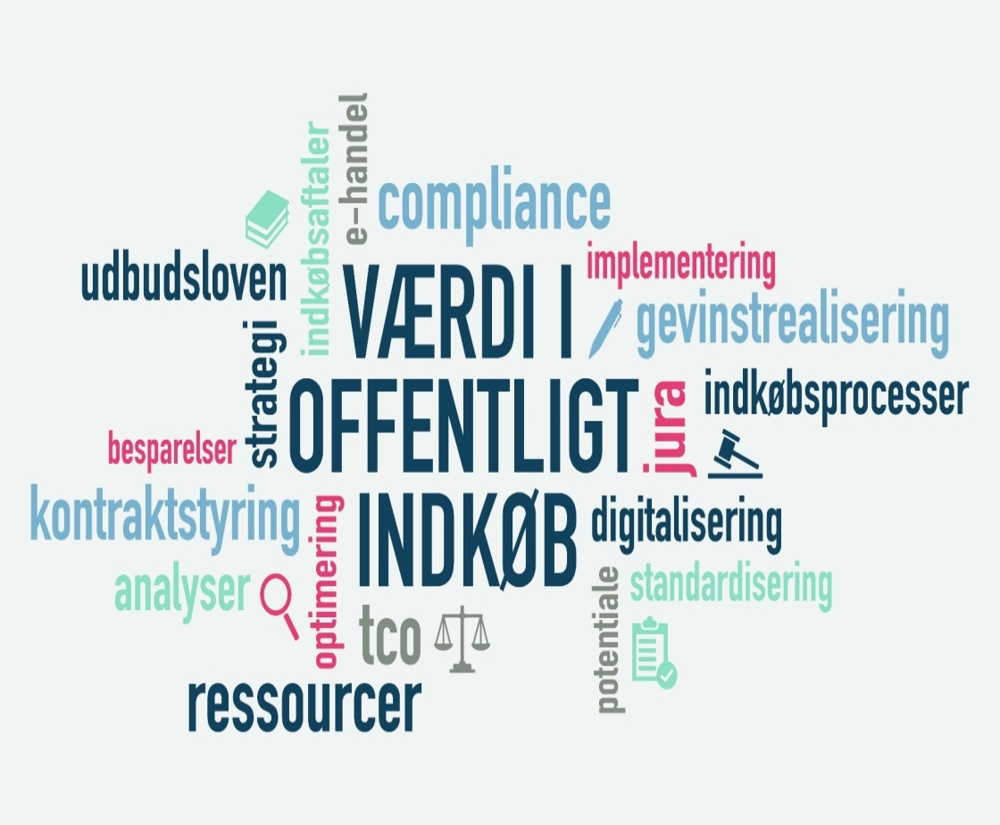 e-handel
indkøbsaftaler
compliance
udbudsloven
implementering
VÆRDI I
gevinstrealisering
strategi
OFFENTLIGT
jura
indkøbsprocesser
besparelser
kontraktstyring
INDKØB
digitalisering
optimering
analyser
standardisering
potentiale
tco
ressourcer